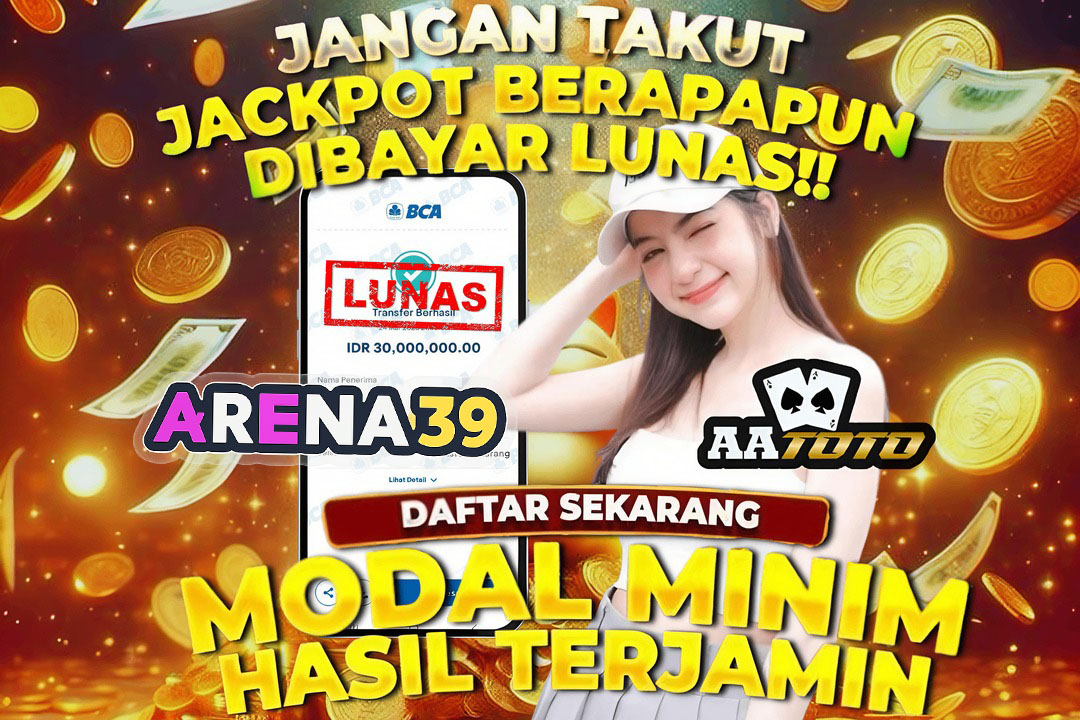 JANGAN TAKUT
JACKPOT BERAPAPUN
DIBAYAR LUNAS!!
BCA
LUNAS
Transfer Berhasil
IDR 30,000,000.00
Nama Penerima
ARENA39
AATOTO
Lihat Detail
DAFTAR SEKARANG
MODAL MINIM
HASIL TERJAMIN